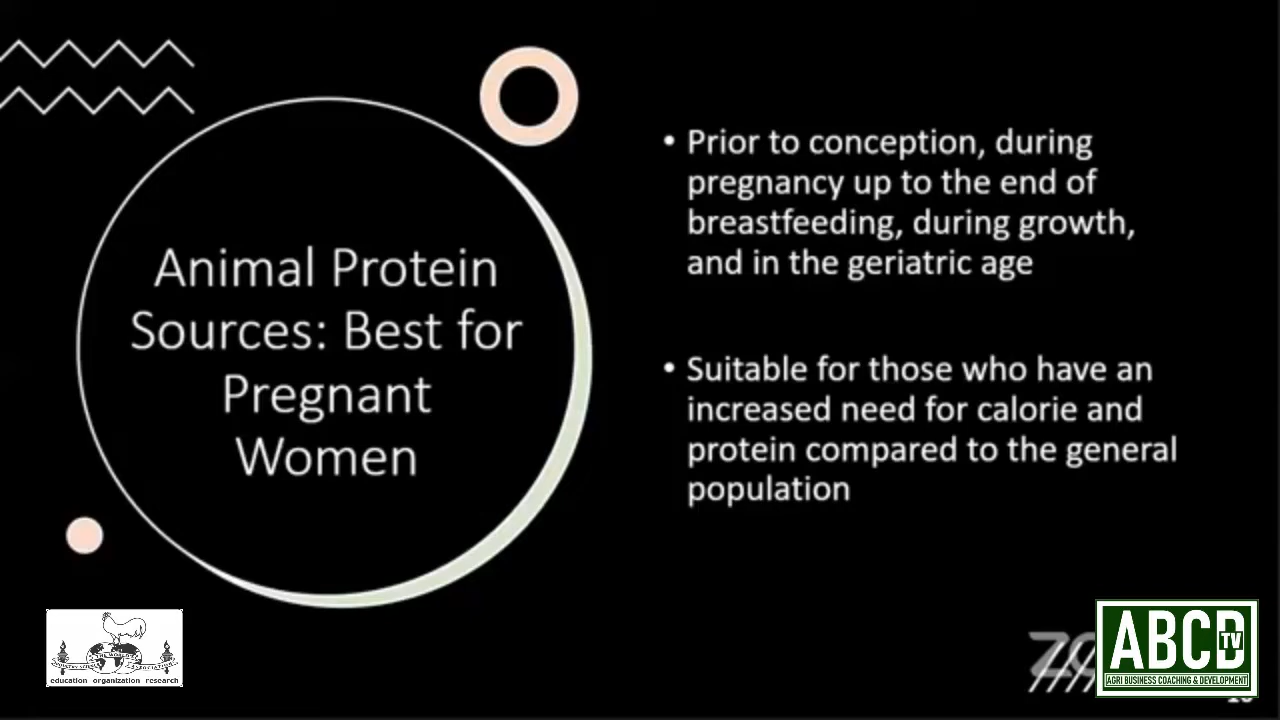 Animal Protein
Sources: Best for
Pregnant
Women
• Prior to conception, during
pregnancy up to the end of
breastfeeding, during growth,
and in the geriatric age
• Suitable for those who have an
increased need for calorie and
protein compared to the general
population
education organization research
ABCD
TV
AGRI BUSINESS COACHING & DEVELOPMENT